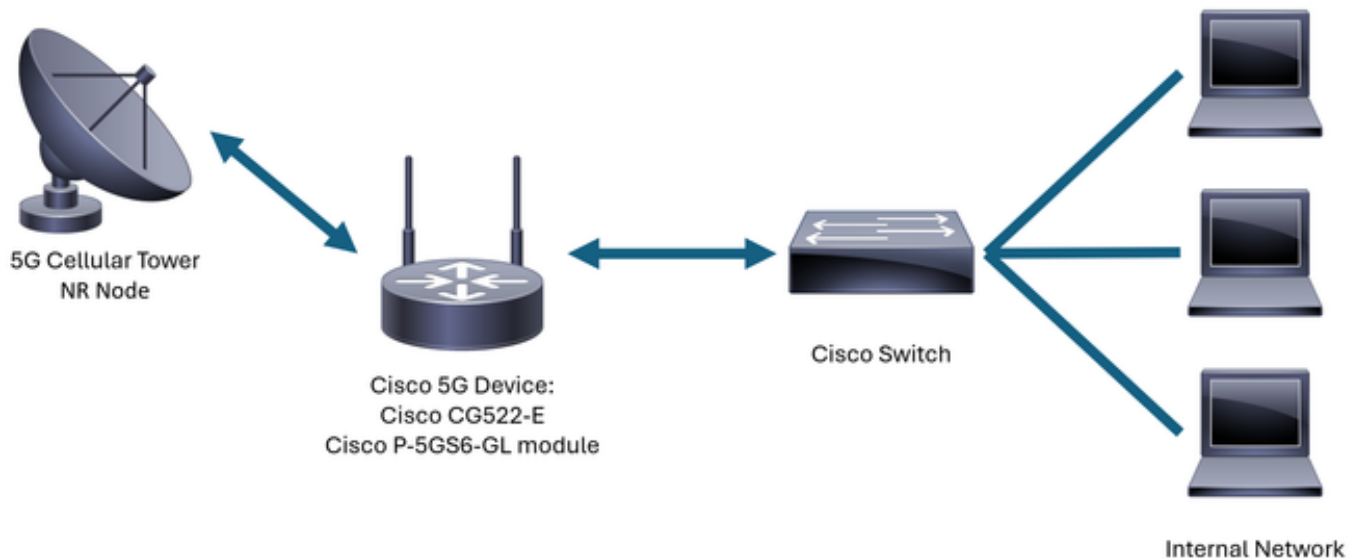 5G Cellular Tower
NR Node
Cisco 5G Device:
Cisco CG522-E
Cisco P-5GS6-GL module
Cisco Switch
Internal Network